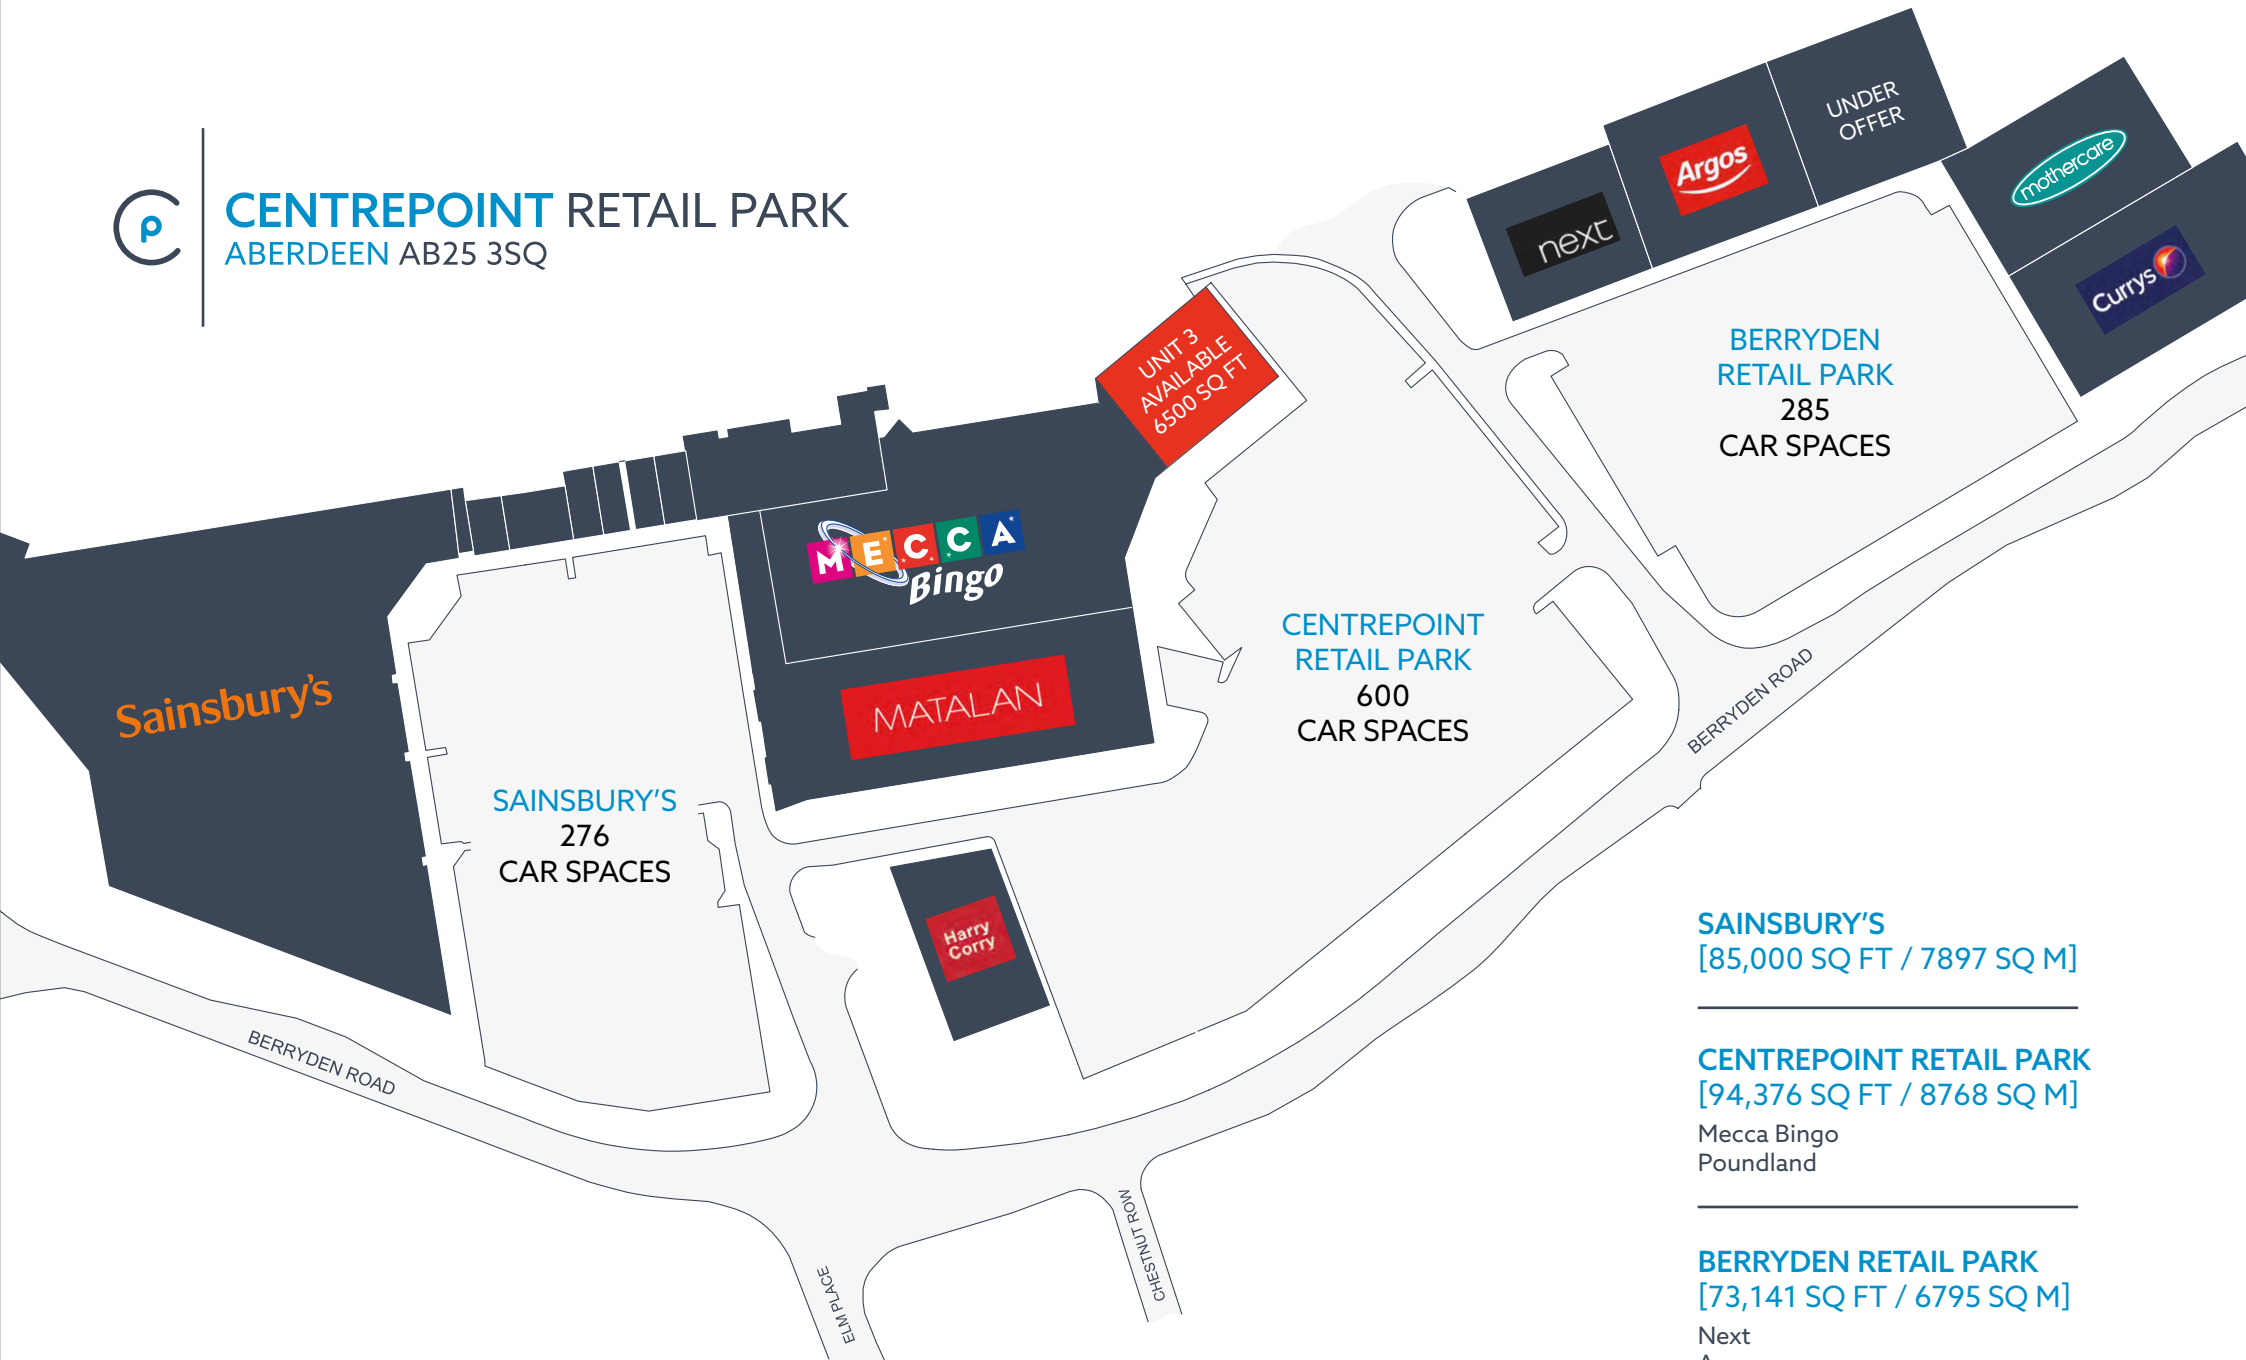 CENTREPOINT RETAIL PARK
ABERDEEN AB25 3SQ
UNDER
OFFER
mothercare
Argos
next
Currys
UNIT 3
AVAILABLE
6500 SQ FT
BERRYDEN
RETAIL PARK
285
CAR SPACES
MECCA
Bingo
MATALAN
Sainsbury's
CENTREPOINT
RETAIL PARK
600
CAR SPACES
BERRYDEN ROAD
SAINSBURY'S
276
CAR SPACES
Harry
Corry
BERRYDEN ROAD
CHESTNUT ROW
ELM PLACE
SAINSBURY'S
[85,000 SQ FT / 7897 SQ M]
CENTREPOINT RETAIL PARK
[94,376 SQ FT / 8768 SQ M]
Mecca Bingo
Poundland
BERRYDEN RETAIL PARK
[73,141 SQ FT / 6795 SQ M]
Next